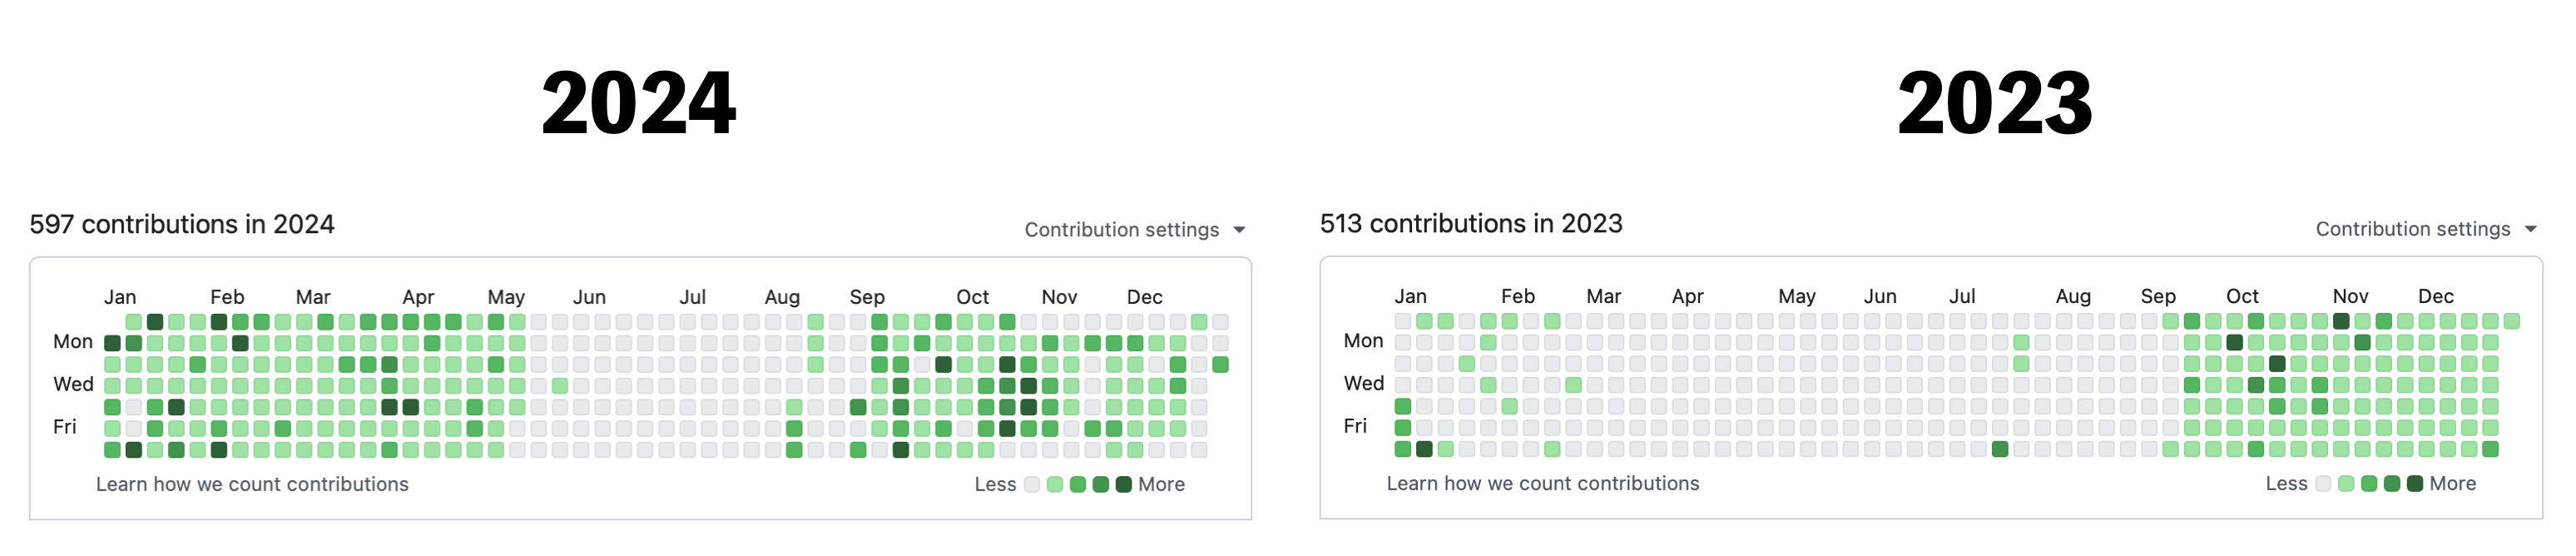 2024
597 contributions in 2024
Contribution settings
Jan Feb Mar Apr May Jun Jul Aug Sep Oct Nov Dec
Mon
Wed
Fri
Learn how we count contributions
Less More
2023
513 contributions in 2023
Contribution settings
Jan Feb Mar Apr May Jun Jul Aug Sep Oct Nov Dec
Mon
Wed
Fri
Learn how we count contributions
Less More